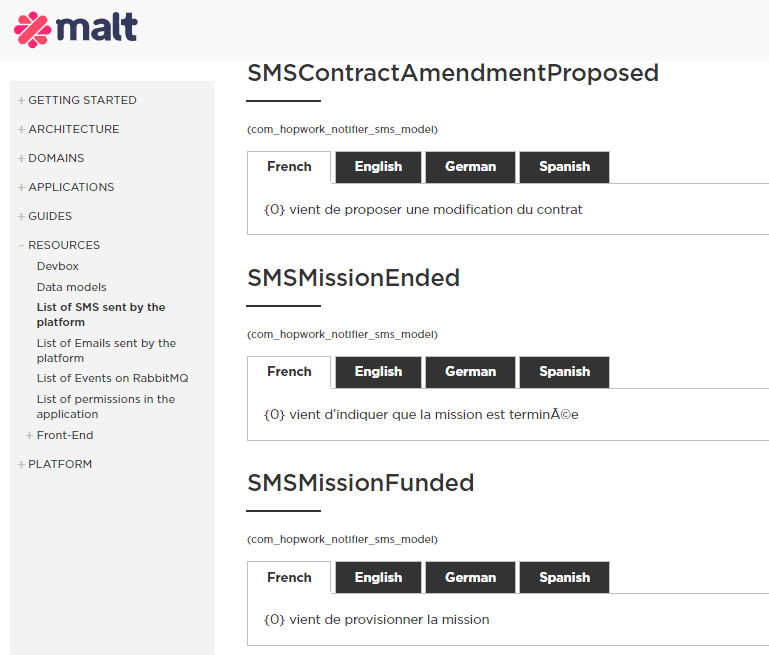 malt
+ GETTING STARTED
+ ARCHITECTURE
+ DOMAINS
+ APPLICATIONS
+ GUIDES
- RESOURCES
Devbox
Data models
List of SMS sent by the
platform
List of Emails sent by the
platform
List of Events on RabbitMQ
List of permissions in the
application
+ Front-End
+ PLATFORM
SMSContractAmendmentProposed
(com_hopwork_notifier_sms_model)
French English German Spanish
{0} vient de proposer une modification du contrat
SMSMissionEnded
(com_hopwork_notifier_sms_model)
French English German Spanish
{0} vient d'indiquer que la mission est terminÃ©e
SMSMissionFunded
(com_hopwork_notifier_sms_model)
French English German Spanish
{0} vient de provisionner la mission